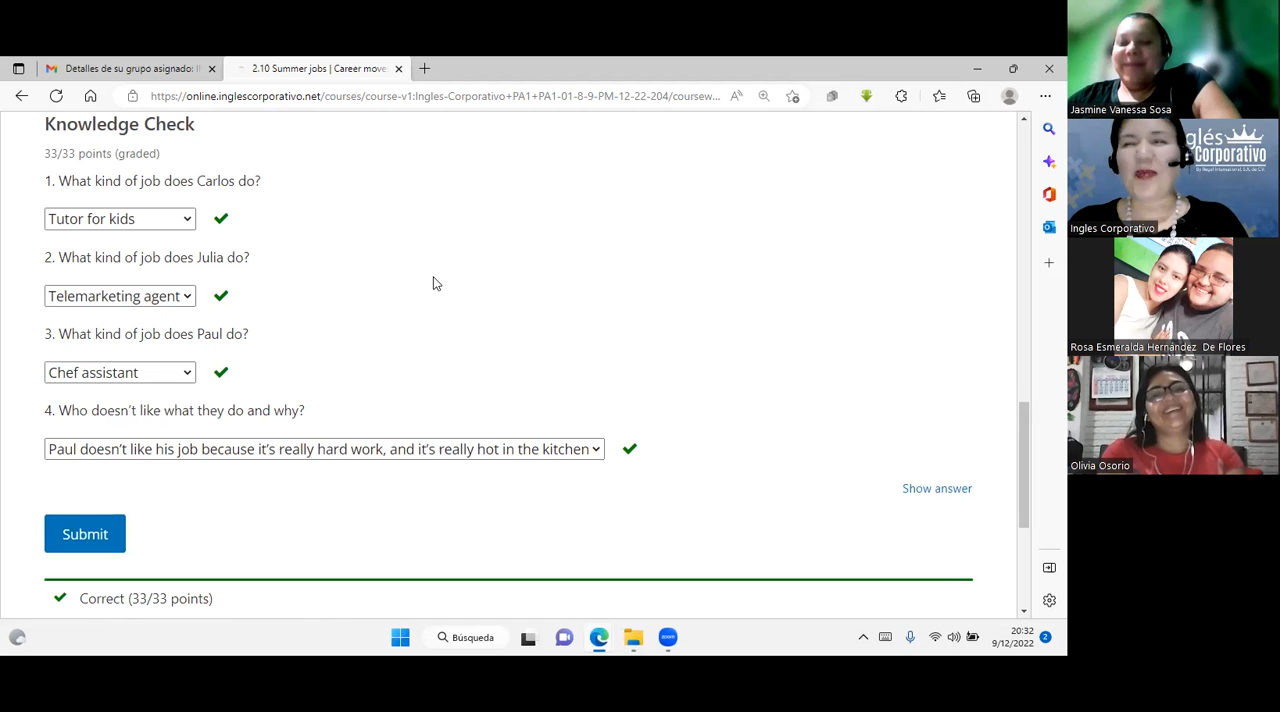 Detalles de su grupo asignado: I
2.10 Summer jobs | Career move
https://online.inglescorporativo.net/courses/course-v1:Ingles-Corporativo+PA1+PA1-01-8-9-PM-12-22-204/coursew...
Knowledge Check
33/33 points (graded)
1. What kind of job does Carlos do?
Tutor for kids
2. What kind of job does Julia do?
Telemarketing agent
3. What kind of job does Paul do?
Chef assistant
4. Who doesn't like what they do and why?
Paul doesn't like his job because it's really hard work, and it's really hot in the kitchen
Show answer
Submit
Correct (33/33 points)
Búsqueda
zoom
20:32
9/12/2022
2
Jasmine Vanessa Sosa
glés
Corporativo
Ingles Corporativo
Rosa Esmeralda Hernández De Flores
Olivia Osorio